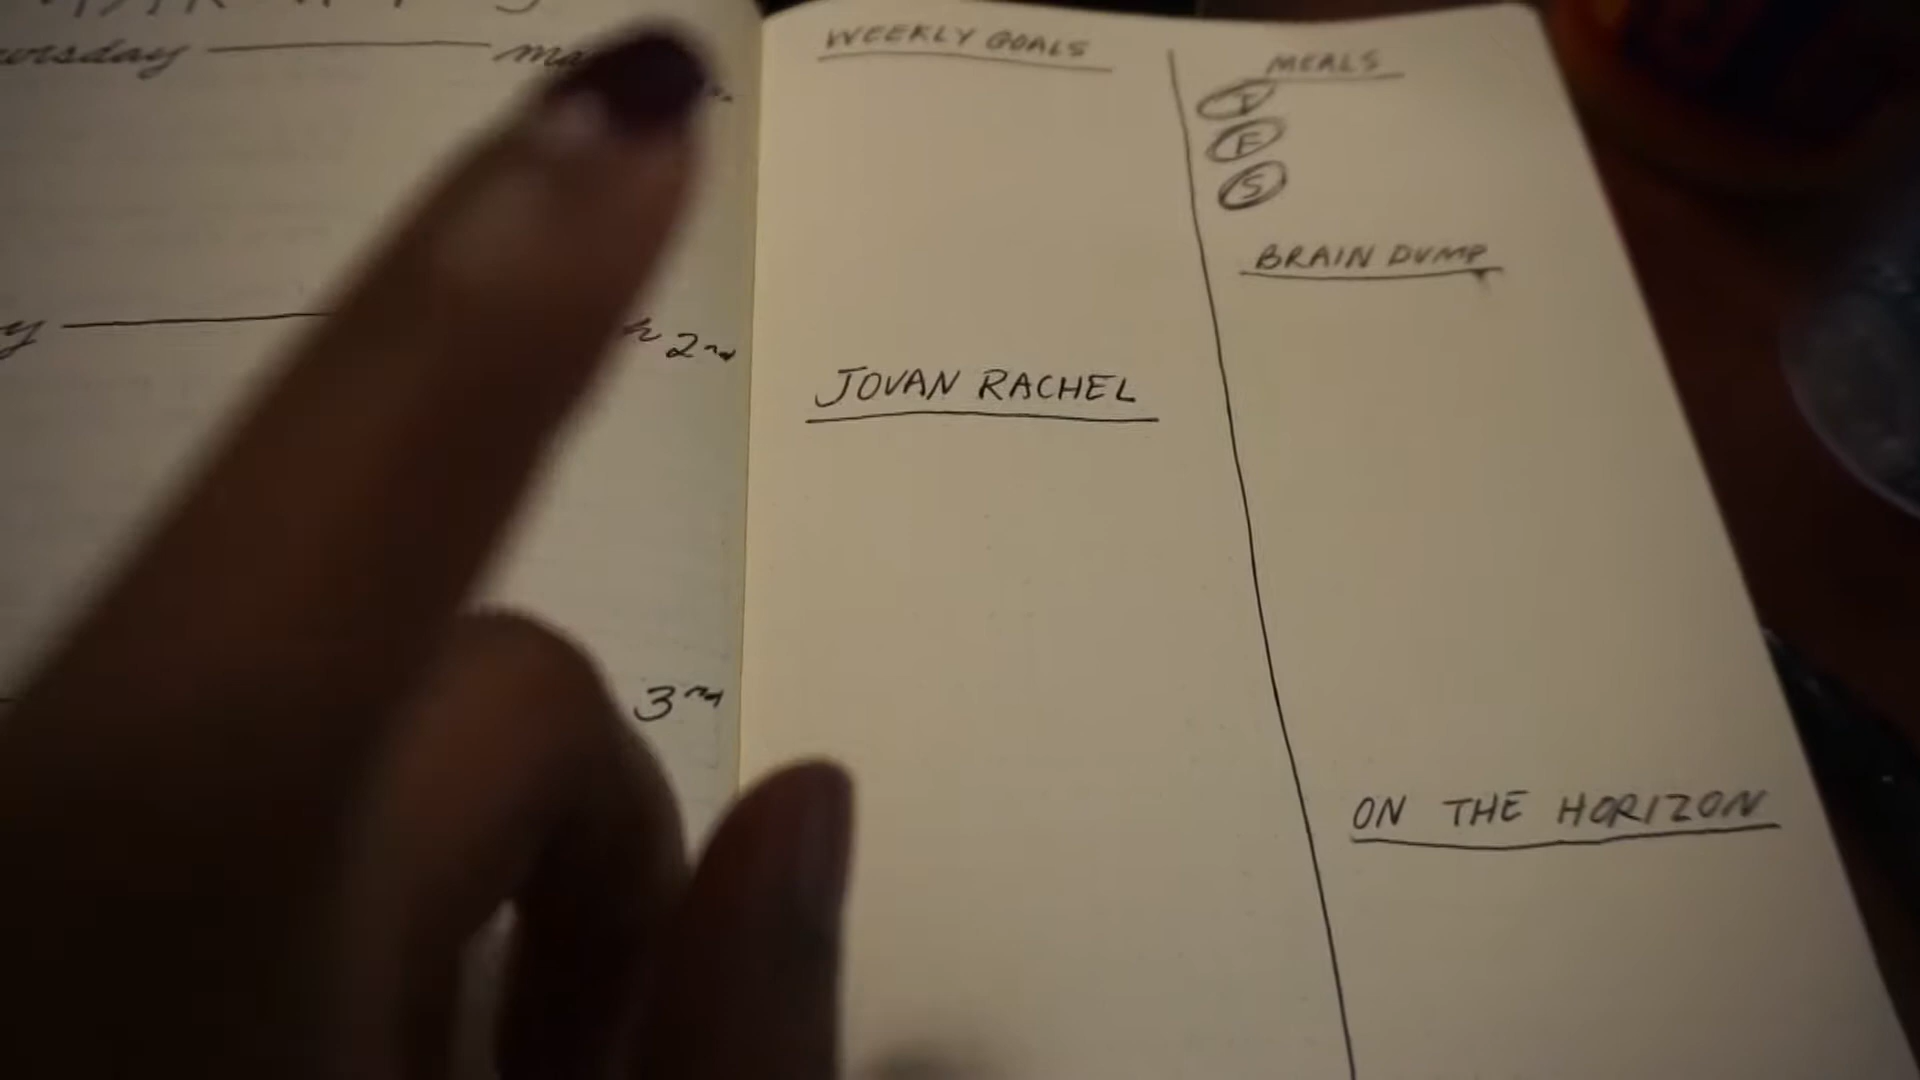 2nd
3rd
WEEKLY GOALS
JOVAN RACHEL
MEALS
F
S
BRAIN DUMP
ON THE HORIZON